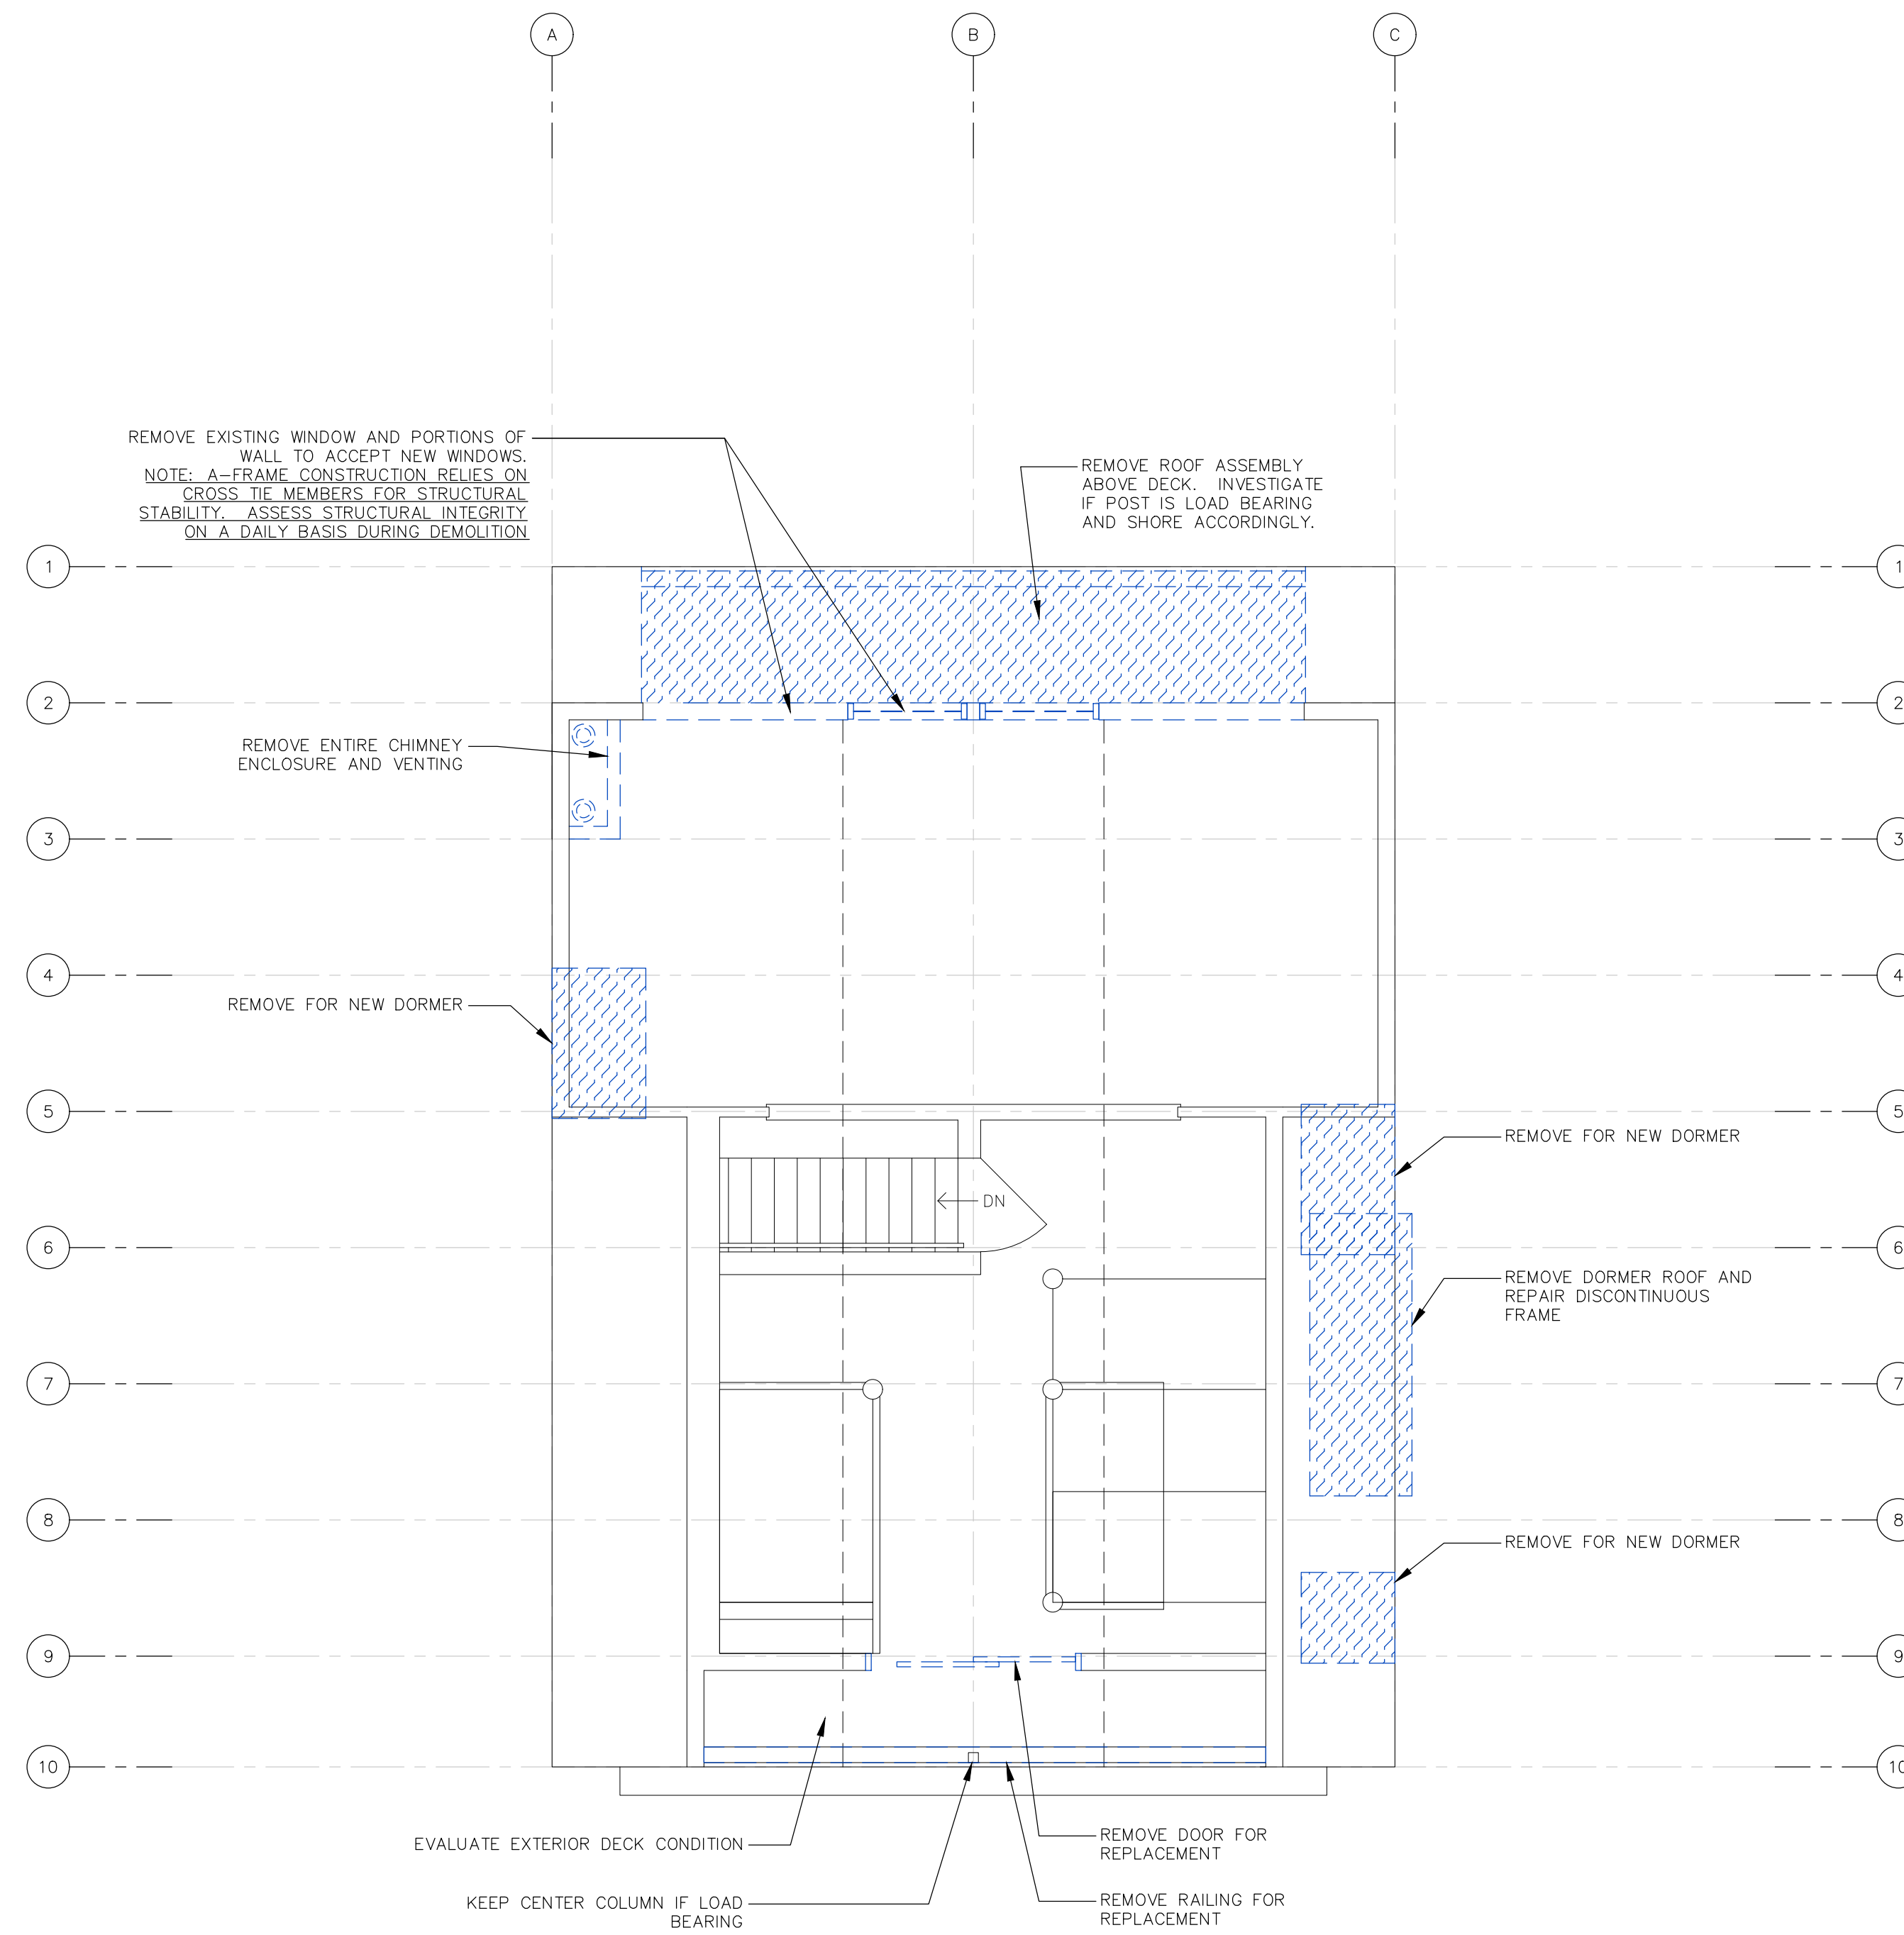 A
B
C
REMOVE EXISTING WINDOW AND PORTIONS OF
WALL TO ACCEPT NEW WINDOWS.
NOTE: A-FRAME CONSTRUCTION RELIES ON
CROSS TIE MEMBERS FOR STRUCTURAL
STABILITY. ASSESS STRUCTURAL INTEGRITY
ON A DAILY BASIS DURING DEMOLITION
REMOVE ROOF ASSEMBLY
ABOVE DECK. INVESTIGATE
IF POST IS LOAD BEARING
AND SHORE ACCORDINGLY.
1
1
2
2
REMOVE ENTIRE CHIMNEY
ENCLOSURE AND VENTING
3
3
4
4
REMOVE FOR NEW DORMER
5
5
REMOVE FOR NEW DORMER
DN
6
6
REMOVE DORMER ROOF AND
REPAIR DISCONTINUOUS
FRAME
7
7
8
8
REMOVE FOR NEW DORMER
9
9
10
10
EVALUATE EXTERIOR DECK CONDITION
REMOVE DOOR FOR
REPLACEMENT
KEEP CENTER COLUMN IF LOAD
BEARING
REMOVE RAILING FOR
REPLACEMENT